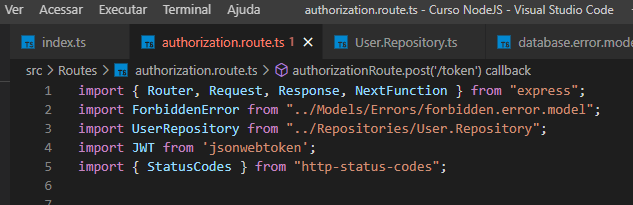 Ver Acessar Terminal Ajuda authorization.route.ts - Curso NodeJS - Visual Studio Code
TS index.ts TS authorization.route.ts 1 × TS User.Repository.ts TS database.error.mode
src > Routes > TS authorization.route.ts > authorizationRoute.post('/token') callback
1 import { Router, Request, Response, NextFunction } from "express";
2 import ForbiddenError from "../Models/Errors/forbidden.error.model";
3 import UserRepository from "../Repositories/User.Repository";
4 import JWT from 'jsonwebtoken';
5 import { StatusCodes } from "http-status-codes";
6
7